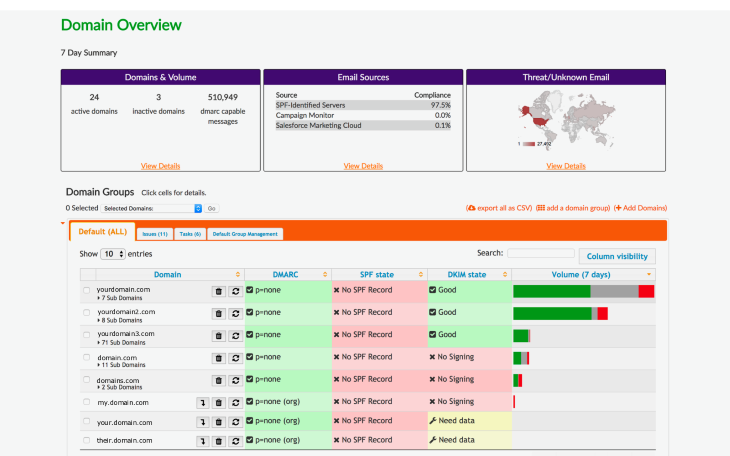 Domain Overview
7 Day Summary
Domains & Volume
24 3 510,949
active domains inactive domains dmarc capable
messages
View Details
Email Sources
Source Compliance
SPF-Identified Servers 97.5%
Campaign Monitor 0.0%
Salesforce Marketing Cloud 0.1%
View Details
Threat/Unknown Email
1 27,492
View Details
Domain Groups Click cells for details.
0 Selected Selected Domains: Go (export all as CSV) (add a domain group) (+ Add Domains)
Default (ALL) Issues (11) Tasks (6) Default Group Management
Show 10 entries Search: Column visibility
Domain DMARC SPF state DKIM state Volume (7 days)
yourdomain.com p=none No SPF Record Good
7 Sub Domains
yourdomain2.com p=none No SPF Record Good
8 Sub Domains
yourdomain3.com p=none No SPF Record Good
71 Sub Domains
domain.com p=none No SPF Record No Signing
11 Sub Domains
domains.com p=none No SPF Record No Signing
2 Sub Domains
my.domain.com p=none (org) No SPF Record No Signing
your.domain.com p=none (org) No SPF Record Need data
their.domain.com p=none (org) No SPF Record Need data